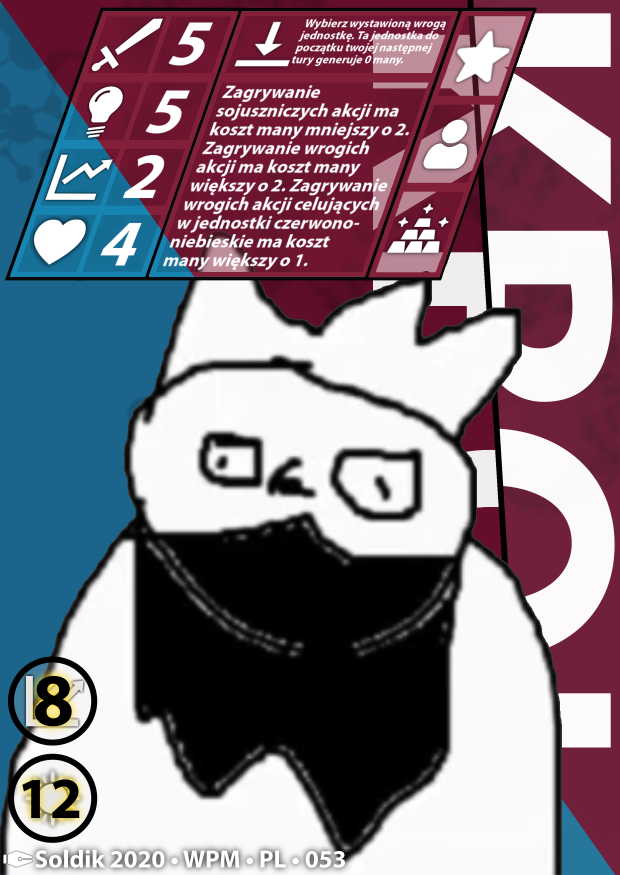 5
5
2
4
Wybierz wystawioną wrogą
jednostkę. Ta jednostka do
początku twojej następnej
tury generuje 0 many.
Zagrywanie
sojuszniczych akcji ma
koszt many mniejszy o 2.
Zagrywanie wrogich
akcji ma koszt many
większy o 2. Zagrywanie
wrogich akcji celujących
w jednostki czerwono-
niebieskie ma koszt
many większy o 1.
KRÓL
8
12
Soldik 2020 • WPM • PL • 053